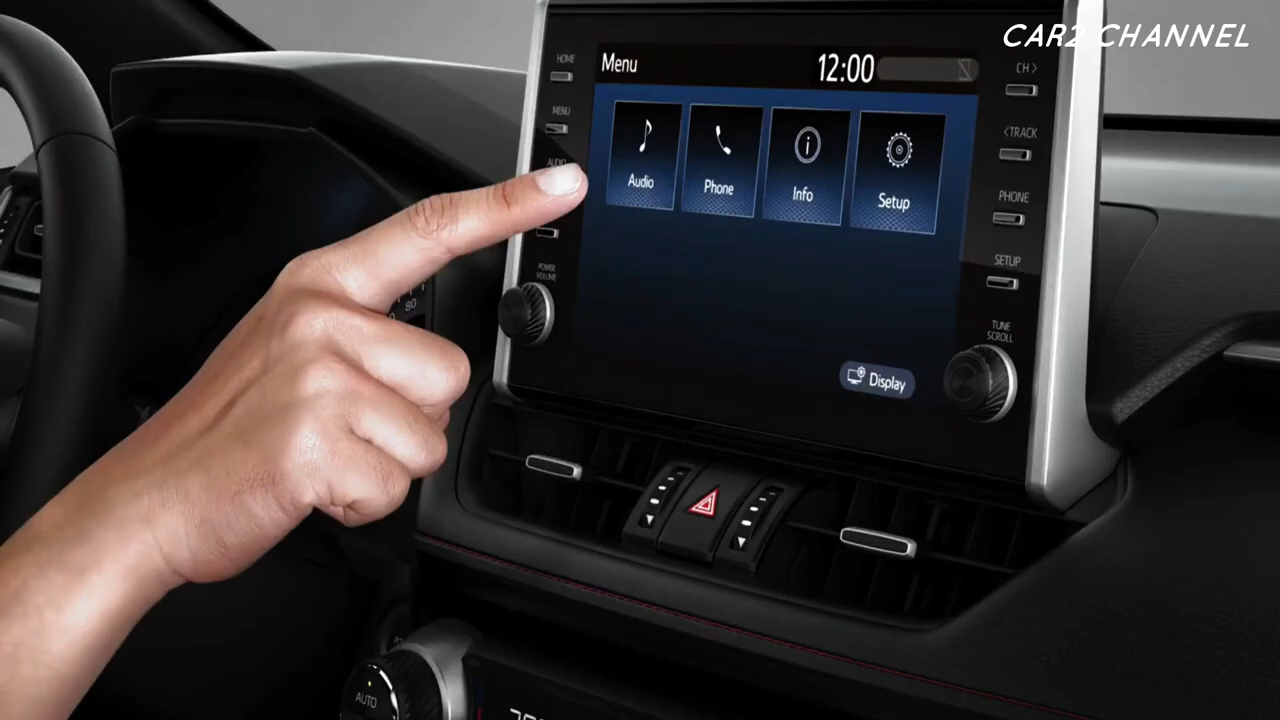 CAR2 CHANNEL
HOME
MENU
AUDIO
POWER
VOLUME
Menu
12:00
Audio
Phone
Info
Setup
Display
CH >
< TRACK
PHONE
SETUP
TUNE
SCROLL
80
AUTO